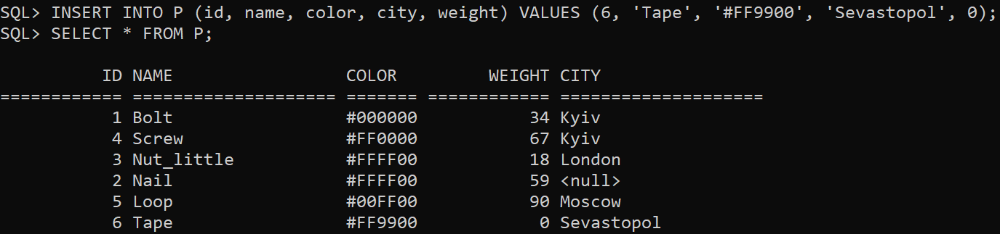 SQL> INSERT INTO P (id, name, color, city, weight) VALUES (6, 'Tape', '#FF9900', 'Sevastopol', 0);
SQL> SELECT * FROM P;
          ID NAME                 COLOR         WEIGHT CITY
============ ==================== ======= ============ ====================
           1 Bolt                 #000000           34 Kyiv
           4 Screw                #FF0000           67 Kyiv
           3 Nut_little           #FFFF00           18 London
           2 Nail                 #FFFF00           59 <null>
           5 Loop                 #00FF00           90 Moscow
           6 Tape                 #FF9900            0 Sevastopol